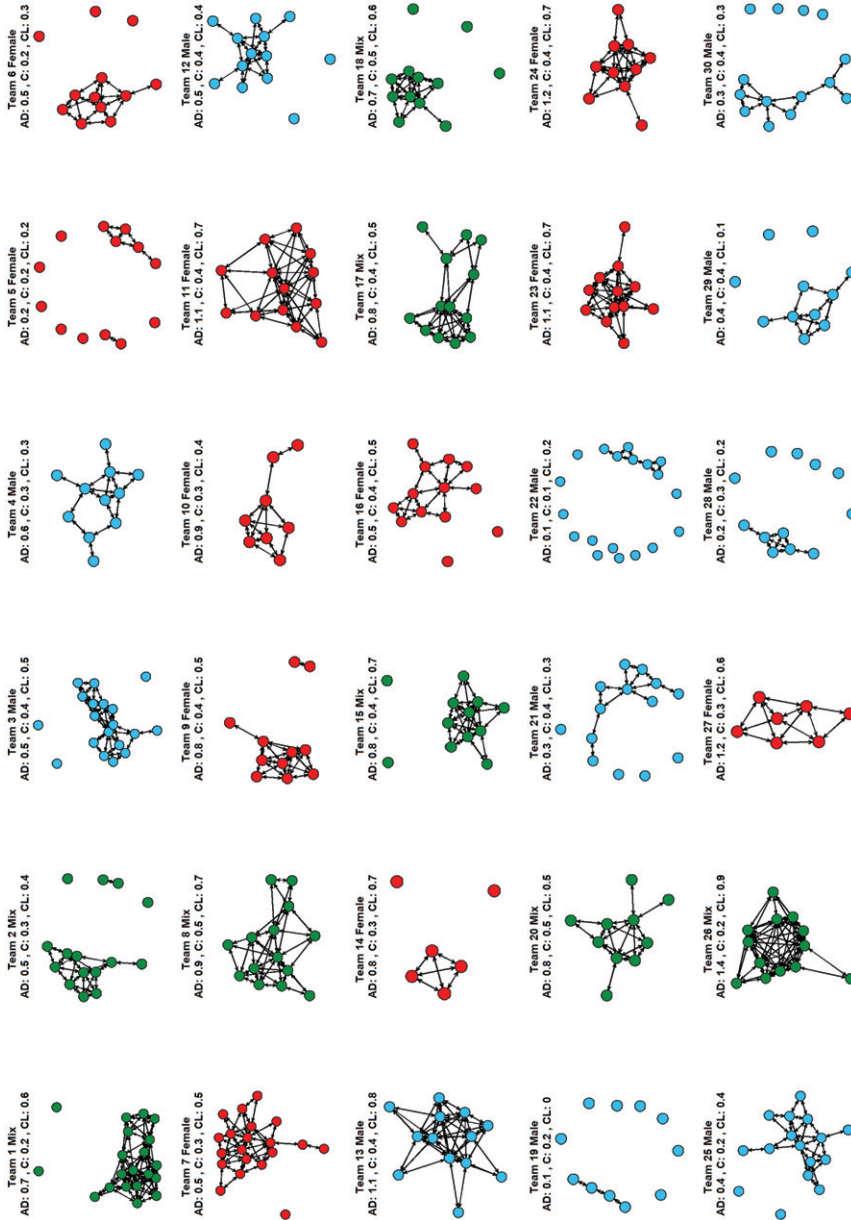 Team 1 Mix
AD: 0.7, C: 0.2 , CL: 0.6
Team 2 Mix
AD: 0.5, C: 0.3 , CL: 0.4
Team 3 Male
AD: 0.5, C: 0.4 , CL: 0.5
Team 4 Male
AD: 0.6, C: 0.3 , CL: 0.3
Team 5 Female
AD: 0.2, C: 0.2 , CL: 0.2
Team 6 Female
AD: 0.5, C: 0.2 , CL: 0.3
Team 7 Female
AD: 0.5, C: 0.3 , CL: 0.5
Team 8 Mix
AD: 0.9, C: 0.5 , CL: 0.7
Team 9 Female
AD: 0.8, C: 0.4 , CL: 0.5
Team 10 Female
AD: 0.9, C: 0.3 , CL: 0.4
Team 11 Female
AD: 1.1, C: 0.4 , CL: 0.7
Team 12 Male
AD: 0.5, C: 0.4 , CL: 0.4
Team 13 Male
AD: 1.1, C: 0.4 , CL: 0.8
Team 14 Female
AD: 0.8, C: 0.3 , CL: 0.7
Team 15 Mix
AD: 0.8, C: 0.4 , CL: 0.7
Team 16 Female
AD: 0.5, C: 0.4 , CL: 0.5
Team 17 Mix
AD: 0.8, C: 0.4 , CL: 0.5
Team 18 Mix
AD: 0.7, C: 0.5 , CL: 0.6
Team 19 Male
AD: 0.1, C: 0.2 , CL: 0
Team 20 Mix
AD: 0.8, C: 0.5 , CL: 0.5
Team 21 Male
AD: 0.3, C: 0.4 , CL: 0.3
Team 22 Male
AD: 0.1, C: 0.1 , CL: 0.2
Team 23 Female
AD: 1.1, C: 0.4 , CL: 0.7
Team 24 Female
AD: 1.2, C: 0.4 , CL: 0.7
Team 25 Male
AD: 0.4, C: 0.2 , CL: 0.4
Team 26 Mix
AD: 1.4, C: 0.2 , CL: 0.9
Team 27 Female
AD: 1.2, C: 0.3 , CL: 0.6
Team 28 Male
AD: 0.2, C: 0.3 , CL: 0.2
Team 29 Male
AD: 0.4, C: 0.4 , CL: 0.1
Team 30 Male
AD: 0.3, C: 0.4 , CL: 0.3